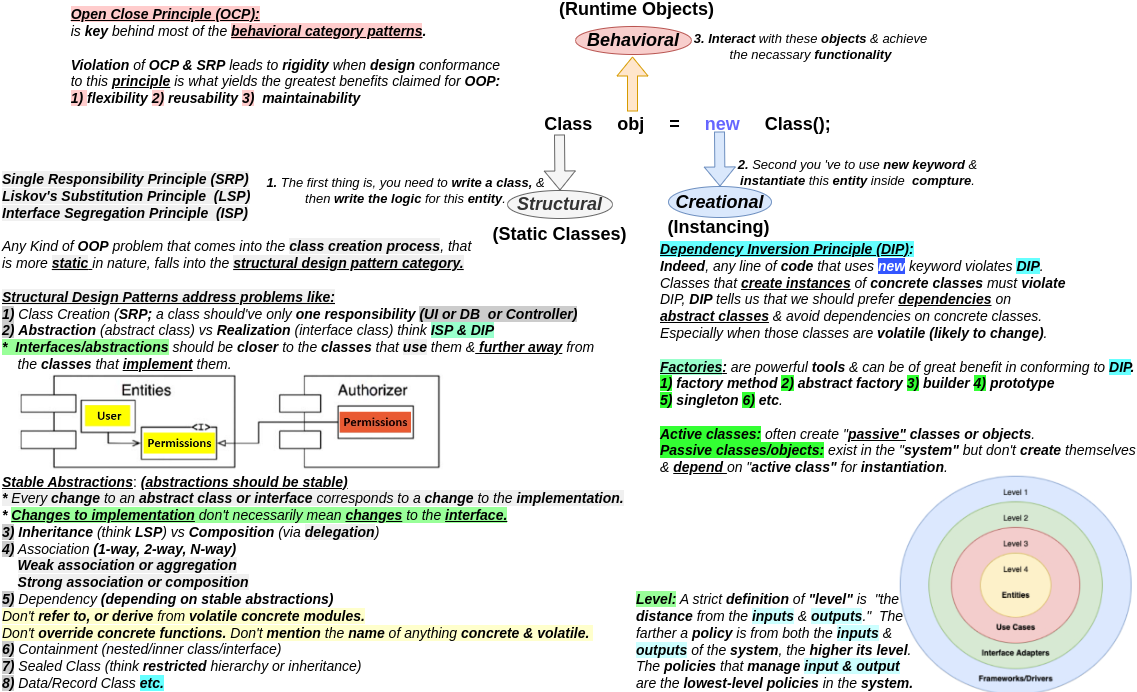 Open Close Principle (OCP):
is key behind most of the behavioral category patterns.
Violation of OCP & SRP leads to rigidity when design conformance
to this principle is what yields the greatest benefits claimed for OOP:
1) flexibility 2) reusability 3) maintainability
(Runtime Objects)
Behavioral
3. Interact with these objects & achieve
the necassary functionality
Class obj = new Class();
1. The first thing is, you need to write a class, &
then write the logic for this entity.
Structural
(Static Classes)
2. Second you 've to use new keyword &
instantiate this entity inside compture.
Creational
(Instancing)
Single Responsibility Principle (SRP)
Liskov's Substitution Principle (LSP)
Interface Segregation Principle (ISP)
Any Kind of OOP problem that comes into the class creation process, that
is more static in nature, falls into the structural design pattern category.
Structural Design Patterns address problems like:
1) Class Creation (SRP; a class should've only one responsibility (UI or DB or Controller)
2) Abstraction (abstract class) vs Realization (interface class) think ISP & DIP
* Interfaces/abstractions should be closer to the classes that use them & further away from
the classes that implement them.
Entities
User
<I>
Permissions
Authorizer
Permissions
Stable Abstractions: (abstractions should be stable)
* Every change to an abstract class or interface corresponds to a change to the implementation.
* Changes to implementation don't necessarily mean changes to the interface.
3) Inheritance (think LSP) vs Composition (via delegation)
4) Association (1-way, 2-way, N-way)
Weak association or aggregation
Strong association or composition
5) Dependency (depending on stable abstractions)
Don't refer to, or derive from volatile concrete modules.
Don't override concrete functions. Don't mention the name of anything concrete & volatile.
6) Containment (nested/inner class/interface)
7) Sealed Class (think restricted hierarchy or inheritance)
8) Data/Record Class etc.
Dependency Inversion Principle (DIP):
Indeed, any line of code that uses new keyword violates DIP.
Classes that create instances of concrete classes must violate
DIP, DIP tells us that we should prefer dependencies on
abstract classes & avoid dependencies on concrete classes.
Especially when those classes are volatile (likely to change).
Factories: are powerful tools & can be of great benefit in conforming to DIP.
1) factory method 2) abstract factory 3) builder 4) prototype
5) singleton 6) etc.
Active classes: often create "passive" classes or objects.
Passive classes/objects: exist in the "system" but don't create themselves
& depend on "active class" for instantiation.
Level: A strict definition of "level" is "the
distance from the inputs & outputs." The
farther a policy is from both the inputs &
outputs of the system, the higher its level.
The policies that manage input & output
are the lowest-level policies in the system.
Level 1
Level 2
Level 3
Level 4
Entities
Use Cases
Interface Adapters
Frameworks/Drivers